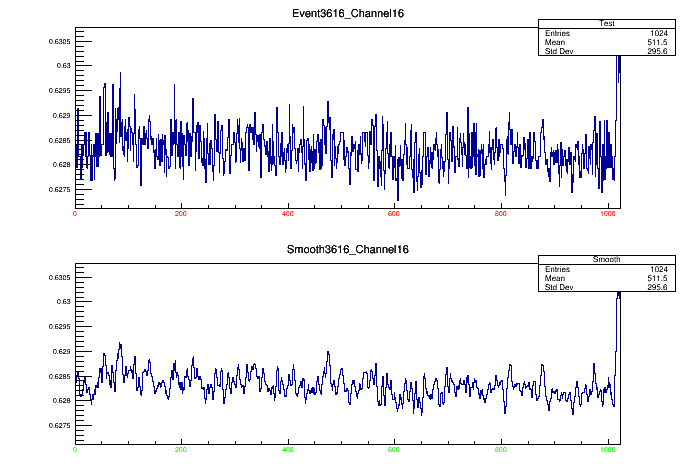 Event3616_Channel16
Test
Entries 1024
Mean 511.5
Std Dev 295.6
0.6305
0.63
0.6295
0.629
0.6285
0.628
0.6275
0 200 400 600 800 1000
Smooth3616_Channel16
Smooth
Entries 1024
Mean 511.5
Std Dev 295.6
0.6305
0.63
0.6295
0.629
0.6285
0.628
0.6275
0 200 400 600 800 1000